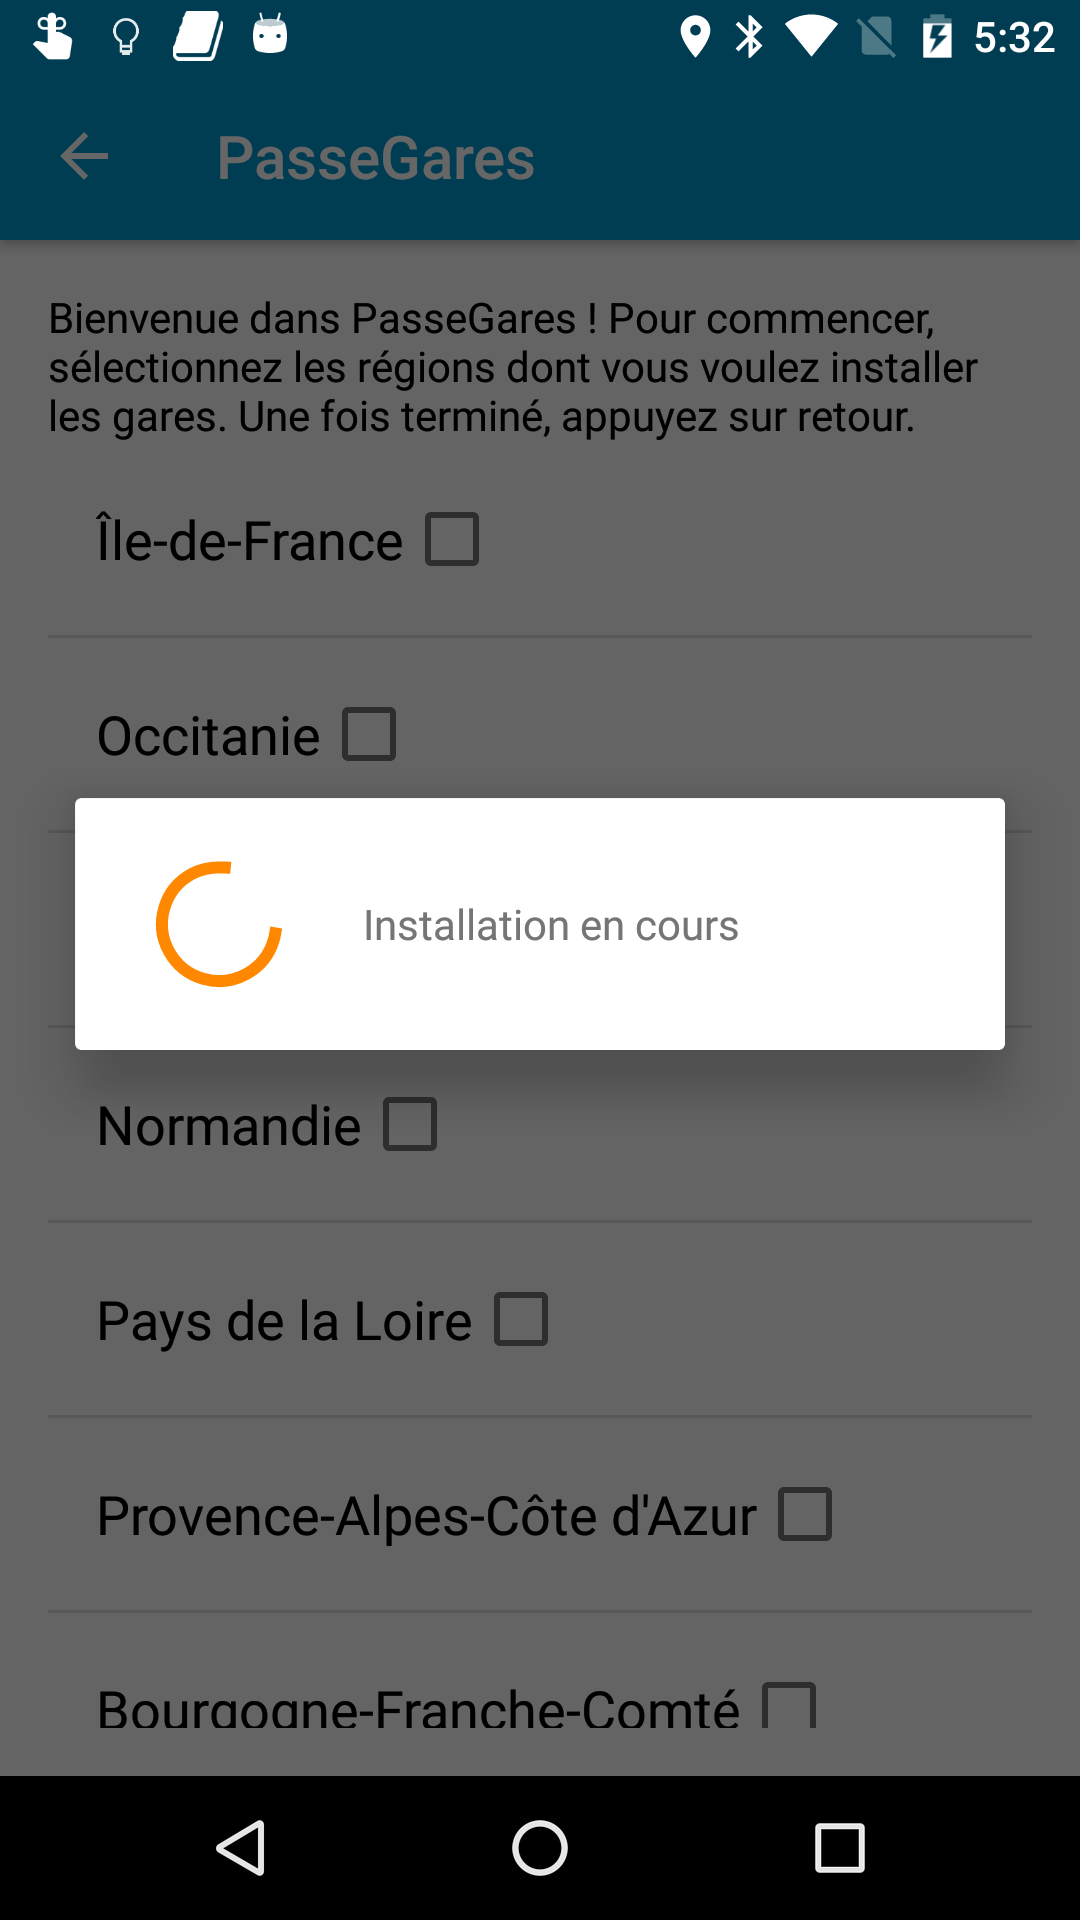 5:32
PasseGares
Bienvenue dans PasseGares ! Pour commencer,
sélectionnez les régions dont vous voulez installer
les gares. Une fois terminé, appuyez sur retour.
Île-de-France
Occitanie
Installation en cours
Normandie
Pays de la Loire
Provence-Alpes-Côte d'Azur
Bourgogne-Franche-Comté